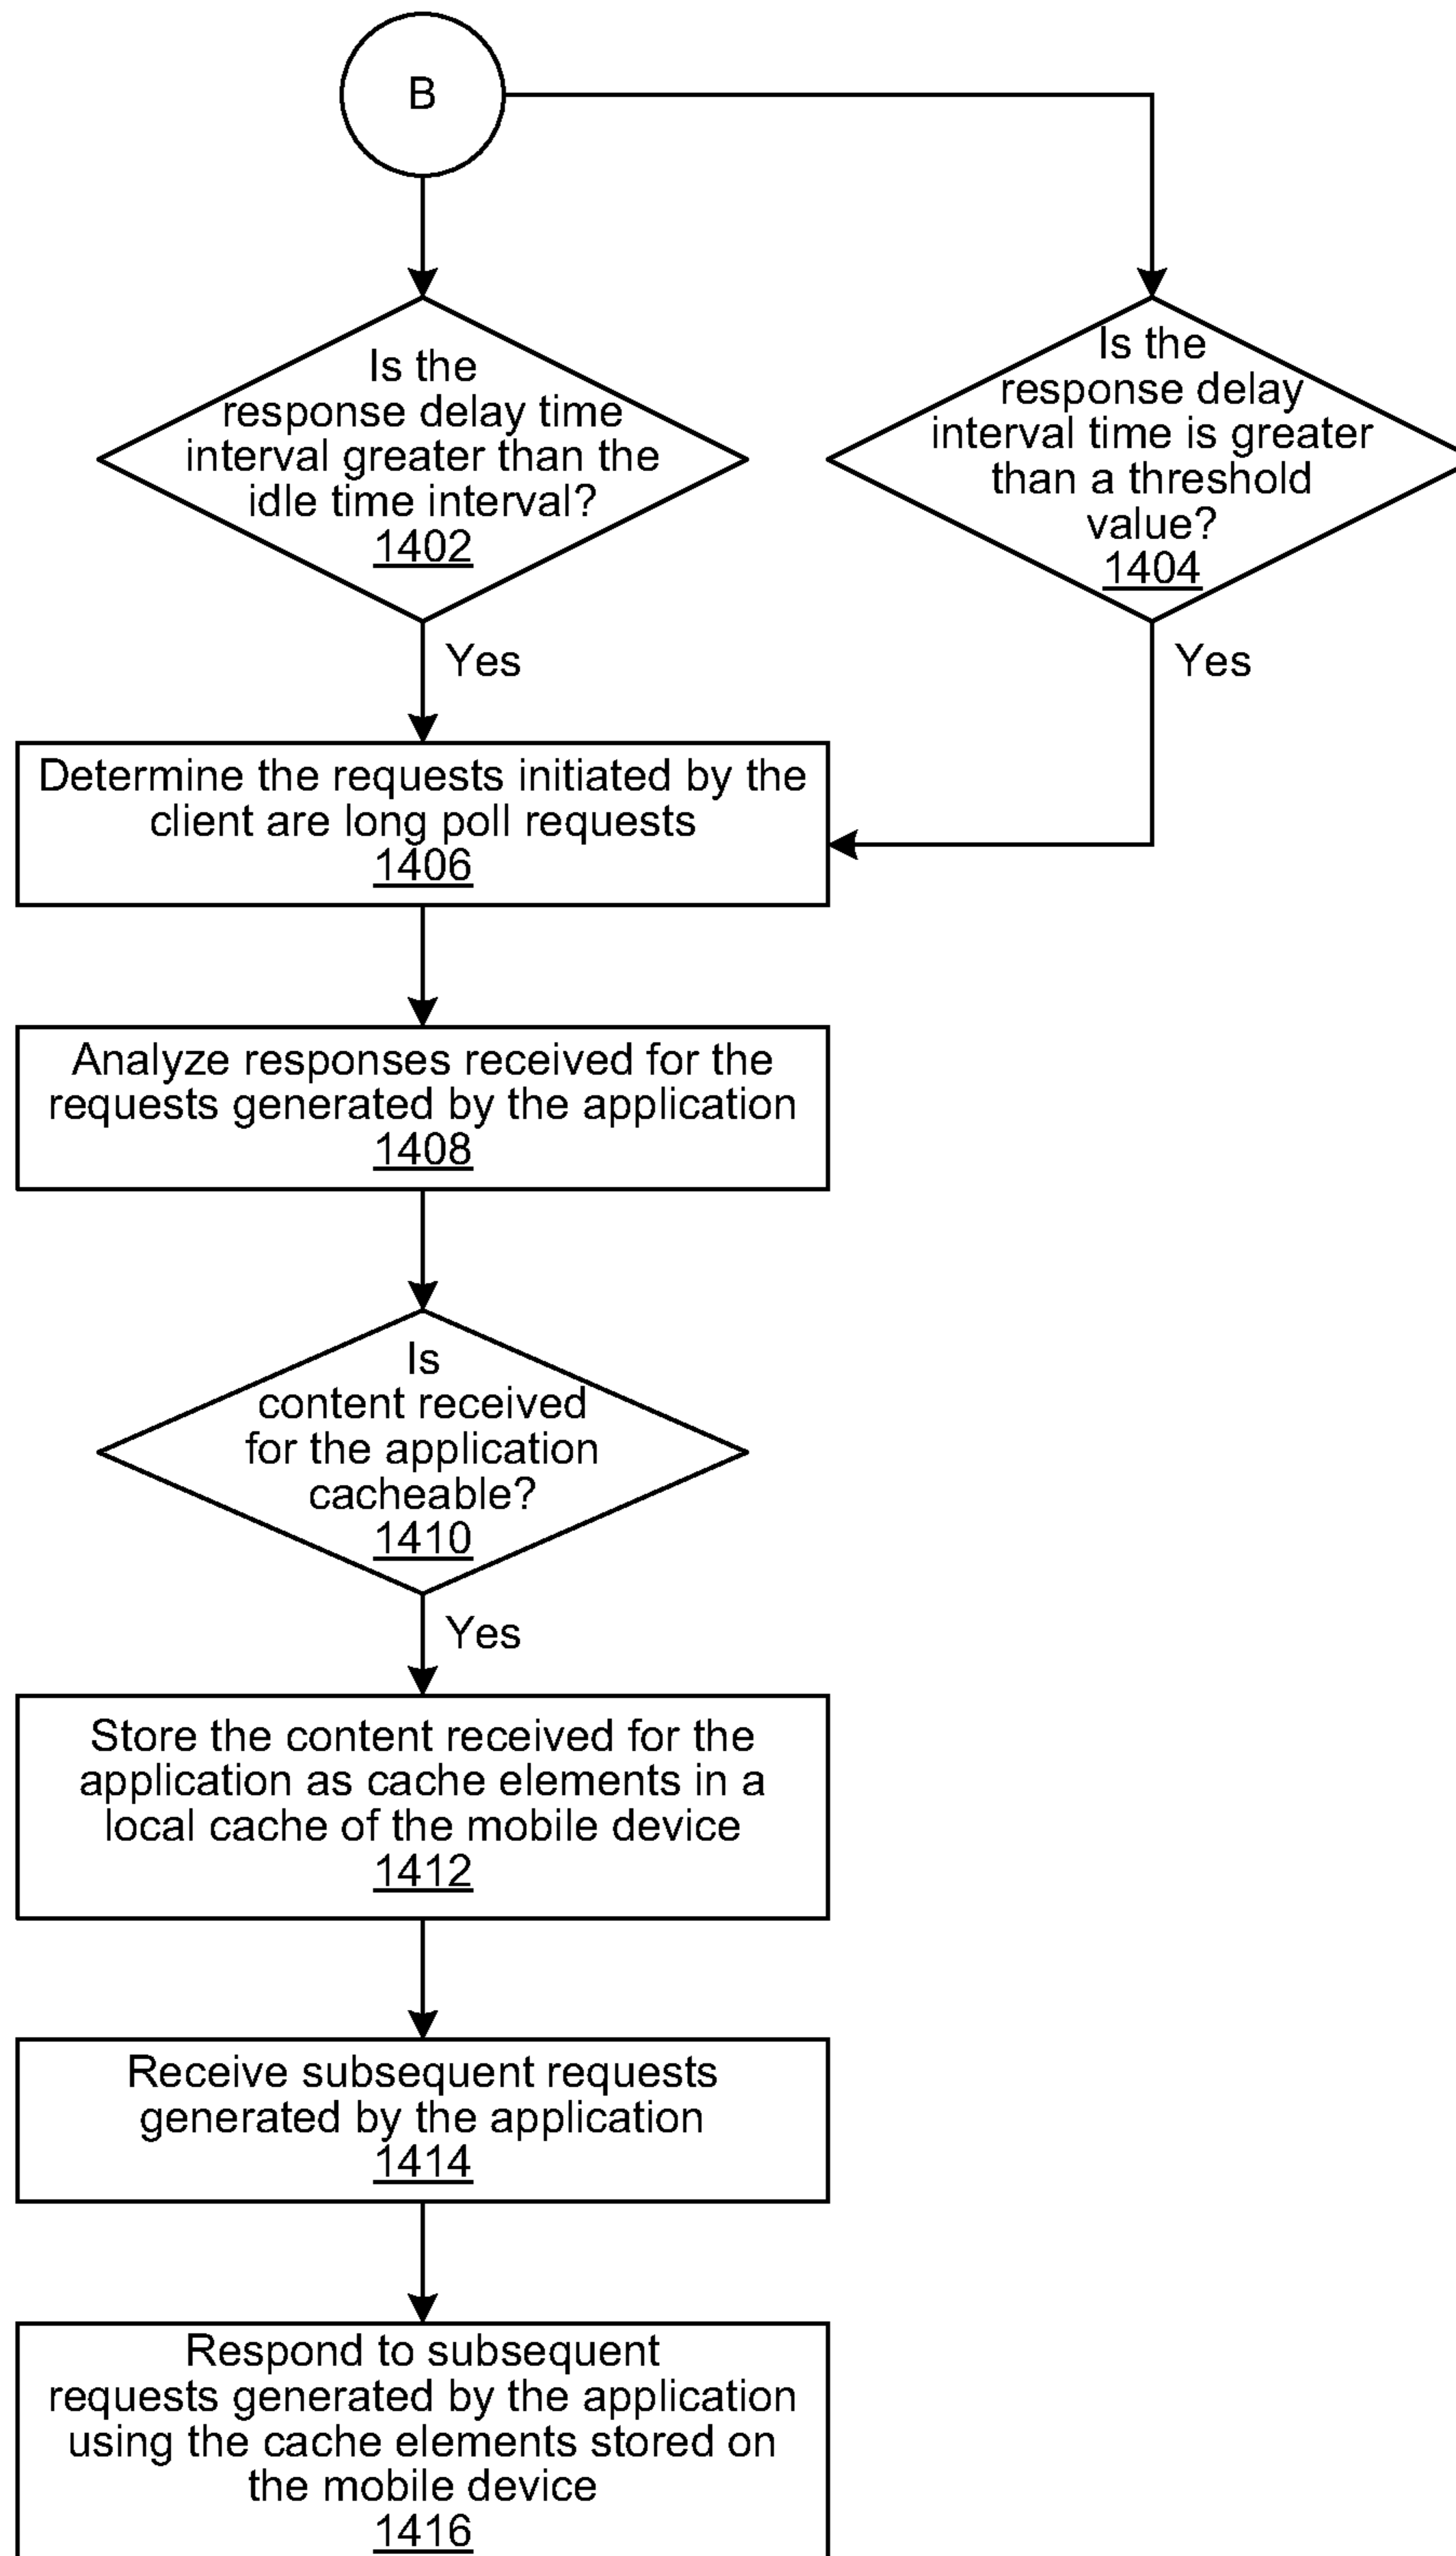 B
Is the
response delay time
interval greater than the
idle time interval?
1402
Is the
response delay
interval time is greater
than a threshold
value?
1404
Yes
Yes
Determine the requests initiated by the
client are long poll requests
1406
Analyze responses received for the
requests generated by the application
1408
Is
content received
for the application
cacheable?
1410
Yes
Store the content received for the
application as cache elements in a
local cache of the mobile device
1412
Receive subsequent requests
generated by the application
1414
Respond to subsequent
requests generated by the application
using the cache elements stored on
the mobile device
1416